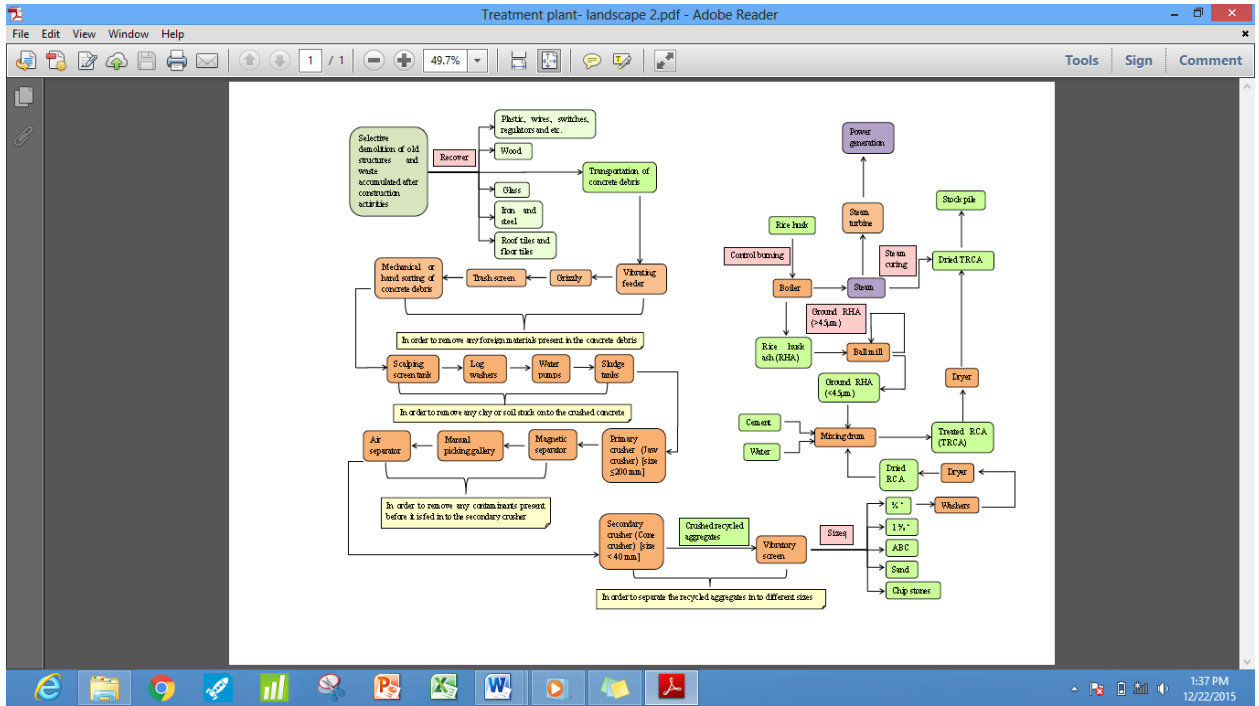 Treatment plant- landscape 2.pdf - Adobe Reader
File Edit View Window Help
1 / 1
49.7%
Tools Sign Comment
Selective
demolition of old
structures and
waste
accumulated after
construction
activities
Recover
Plastic, wires, switches,
regulators and etc.
Wood
Transportation of
concrete debris
Glass
Iron and
steel
Roof tiles and
floor tiles
Mechanical or
hand sorting of
concrete debris
Trash screen
Grizzly
Vibrating
feeder
In order to remove any foreign materials present in the concrete debris
Scalping
screen tank
Log
washers
Water
pumps
Sludge
tanks
In order to remove any clay or soil stuck onto the crushed concrete
Air
separator
Manual
picking gallery
Magnetic
separator
Primary
crusher (Jaw
crusher) [size
≤200 mm]
In order to remove any contaminants present
before it is fed in to the secondary crusher
Secondary
crusher (Cone
crusher) [size
< 40 mm]
Crushed recycled
aggregates
Vibratory
screen
In order to separate the recycled aggregates in to different sizes
Sizes
¾ "
ABC
Sand
Chip stones
Washers
Dryer
Dried
RCA
Power
generation
Steam
turbine
Stock pile
Rice husk
Control burning
Steam
curing
Dried TRCA
Boiler
Steam
Ground RHA
(>45µm)
Rice husk
ash (RHA)
Ball mill
Ground RHA
(<45µm)
Dryer
Cement
Water
Mixing drum
Treated RCA
(TRCA)
1:37 PM
12/22/2015